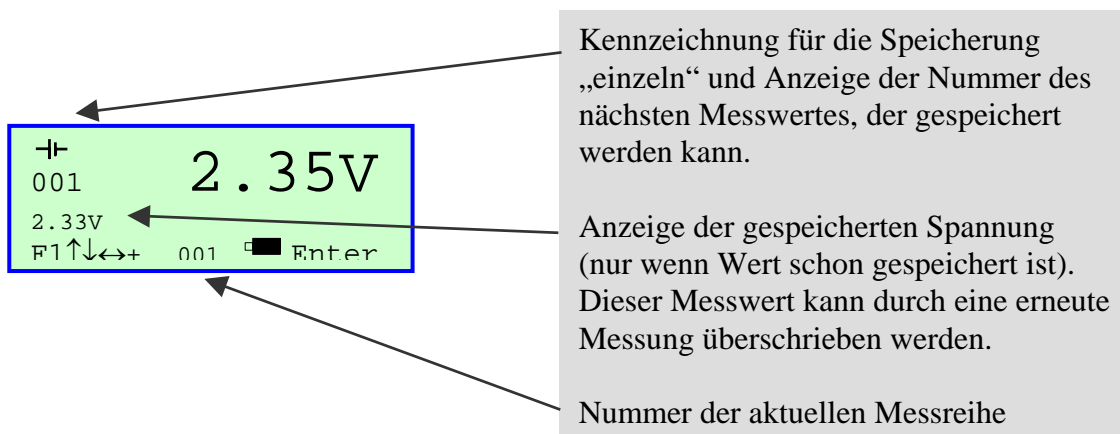 Kennzeichnung für die Speicherung
„einzeln“ und Anzeige der Nummer des
nächsten Messwertes, der gespeichert
werden kann.
001 2.35V
2.33V
F1↑↓↔+ 001 Enter
Anzeige der gespeicherten Spannung
(nur wenn Wert schon gespeichert ist).
Dieser Messwert kann durch eine erneute
Messung überschrieben werden.
Nummer der aktuellen Messreihe